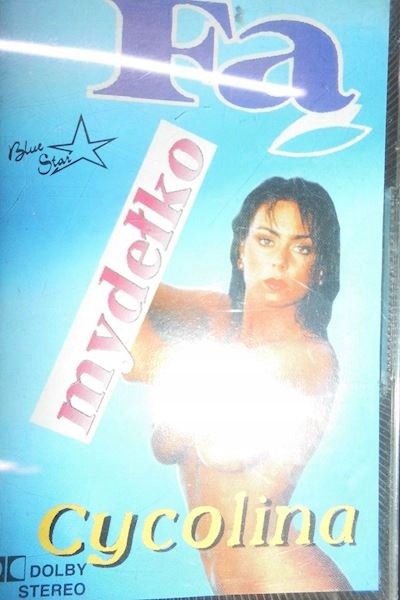 Fa
Blue
Star
mydełko
Cycolina
DOLBY
STEREO